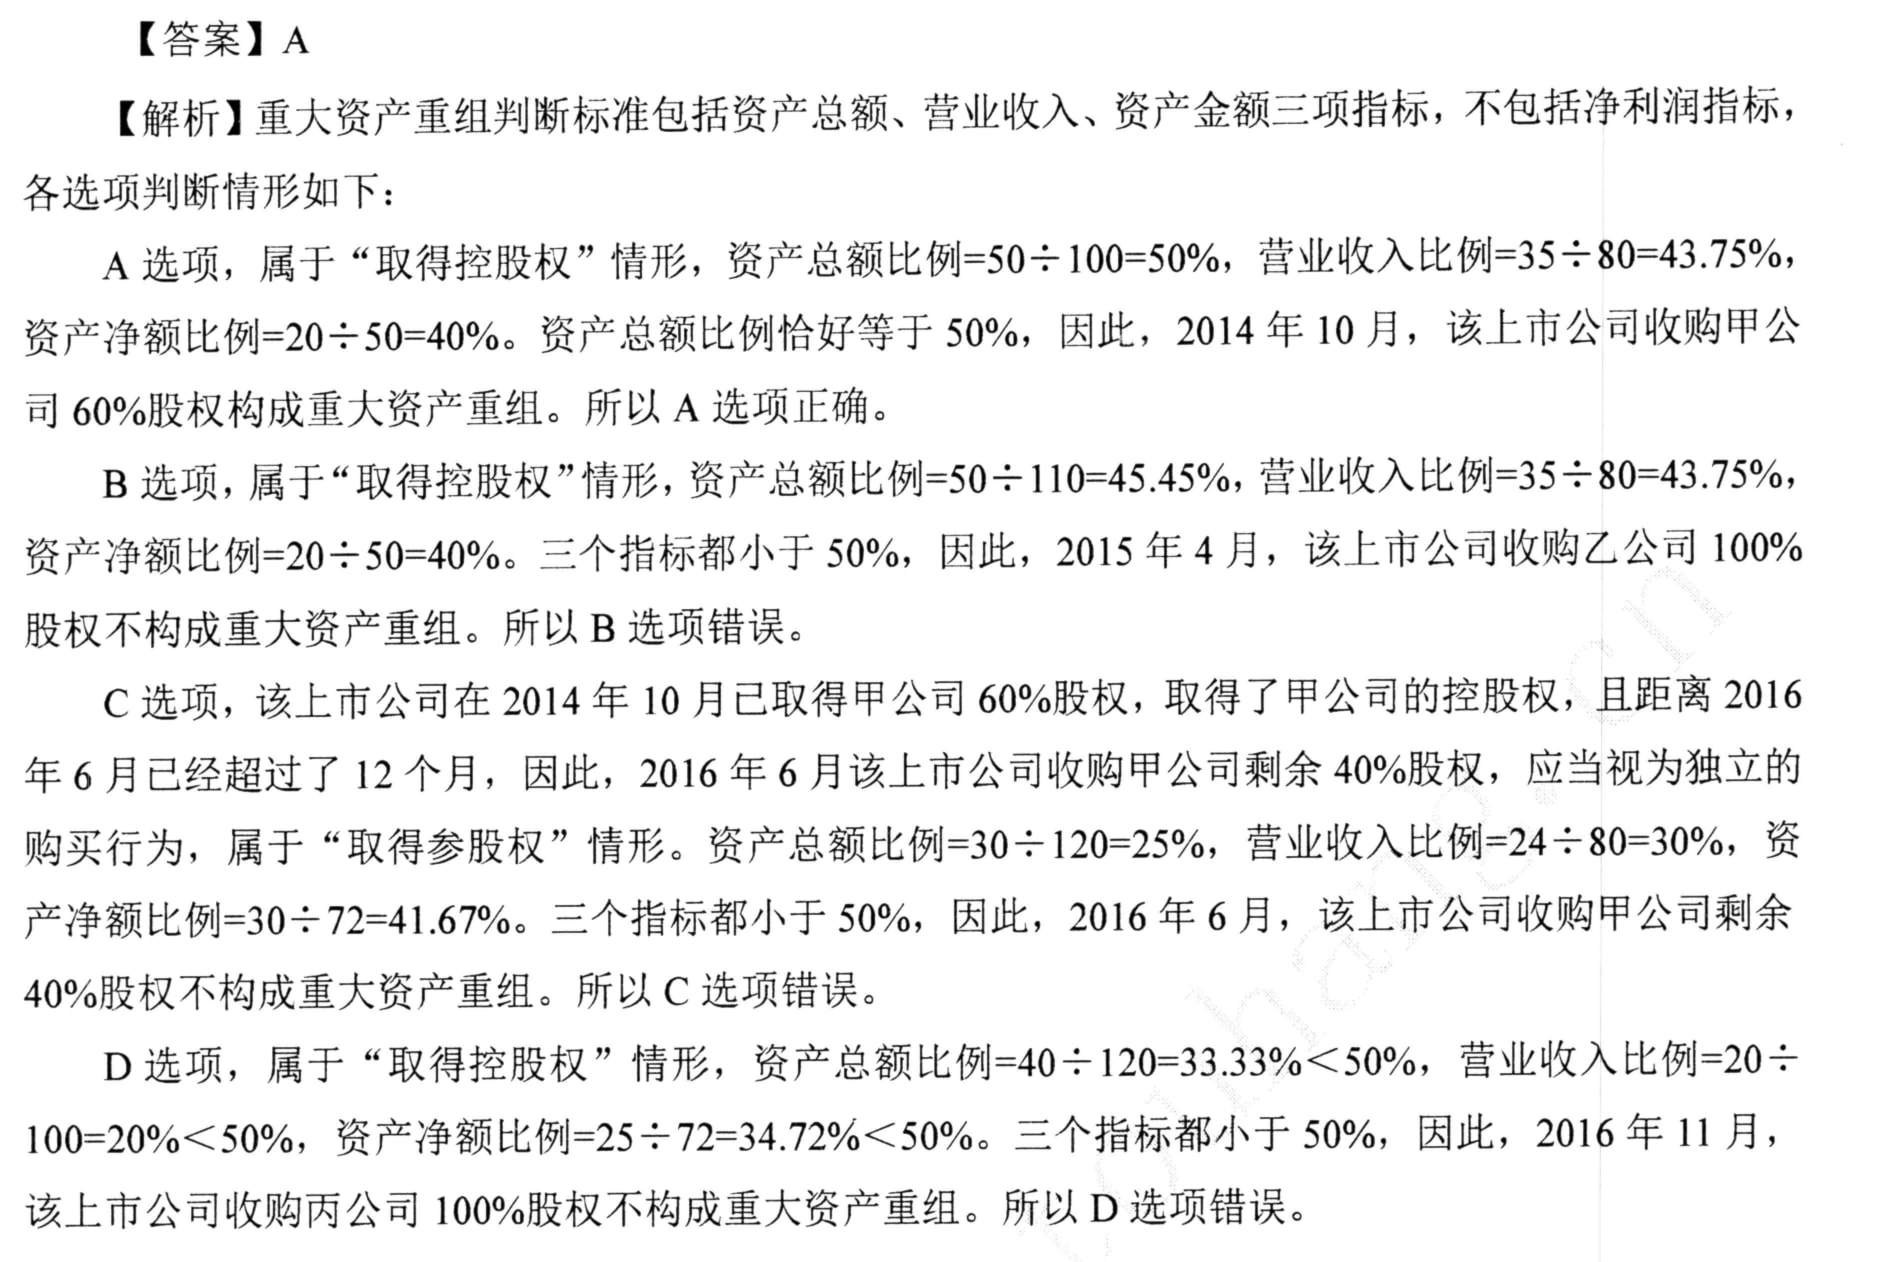 【答案】A
【解析】重大资产重组判断标准包括资产总额、营业收入、资产金额三项指标，不包括净利润指标，
各选项判断情形如下：
A 选项，属于“取得控股权”情形，资产总额比例=50÷100=50%，营业收入比例=35÷80=43.75%，
资产净额比例=20÷50=40%。资产总额比例恰好等于 50%，因此，2014 年 10 月，该上市公司收购甲公
司 60%股权构成重大资产重组。所以 A 选项正确。
B 选项，属于“取得控股权”情形，资产总额比例=50÷110=45.45%，营业收入比例=35÷80=43.75%，
资产净额比例=20÷50=40%。三个指标都小于 50%，因此，2015 年 4 月，该上市公司收购乙公司 100%
股权不构成重大资产重组。所以 B 选项错误。
C 选项，该上市公司在 2014 年 10 月已取得甲公司 60%股权，取得了甲公司的控股权，且距离 2016
年 6 月已经超过了 12 个月，因此，2016 年 6 月该上市公司收购甲公司剩余 40%股权，应当视为独立的
购买行为，属于“取得参股权”情形。资产总额比例=30÷120=25%，营业收入比例=24÷80=30%，资
产净额比例=30÷72=41.67%。三个指标都小于 50%，因此，2016 年 6 月，该上市公司收购甲公司剩余
40%股权不构成重大资产重组。所以 C 选项错误。
D 选项，属于“取得控股权”情形，资产总额比例=40÷120=33.33%＜50%，营业收入比例=20÷
100=20%＜50%，资产净额比例=25÷72=34.72%＜50%。三个指标都小于 50%，因此，2016 年 11 月，
该上市公司收购丙公司 100%股权不构成重大资产重组。所以 D 选项错误。